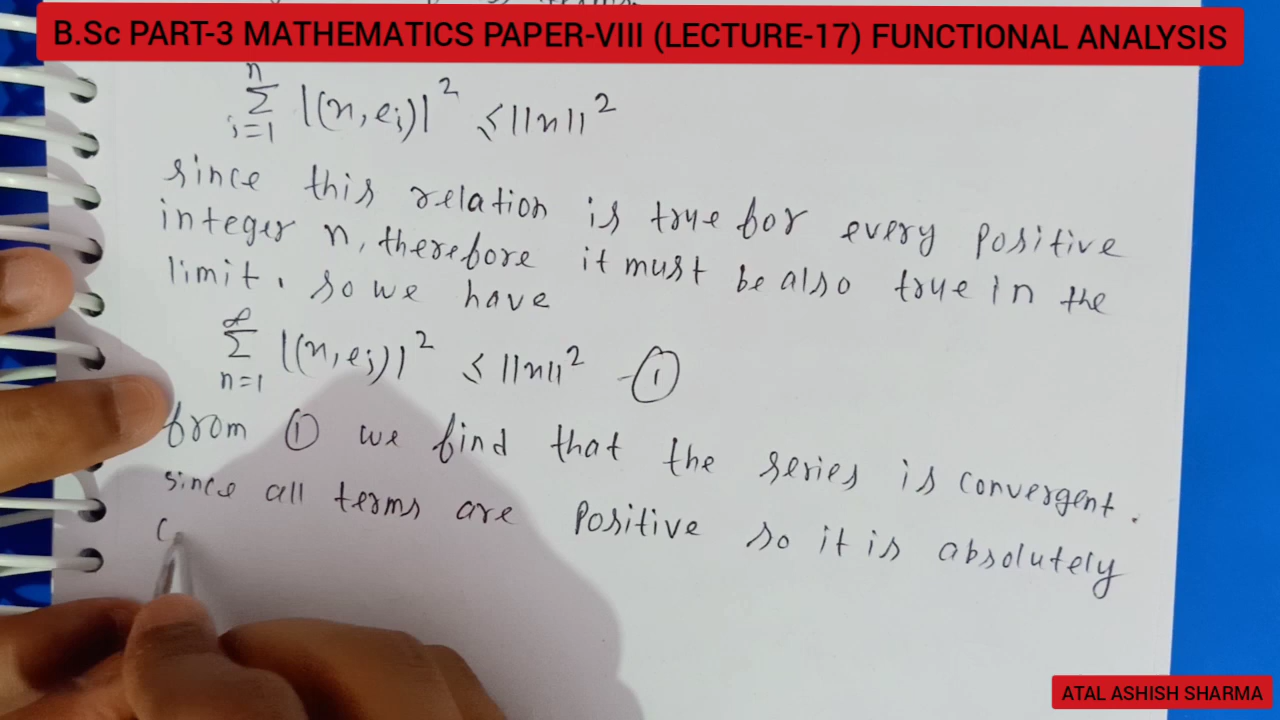 B.Sc PART-3 MATHEMATICS PAPER-VIII (LECTURE-17) FUNCTIONAL ANALYSIS
n
Σ |(x, ei)|² ≤ ||x||²
i=1
since this relation is true for every positive
integer n, therefore it must be also true in the
limit. so we have
∞
Σ |(x, ei)|² ≤ ||x||² - ①
n=1
from ① we find that the series is convergent.
since all terms are positive so it is absolutely
ATAL ASHISH SHARMA